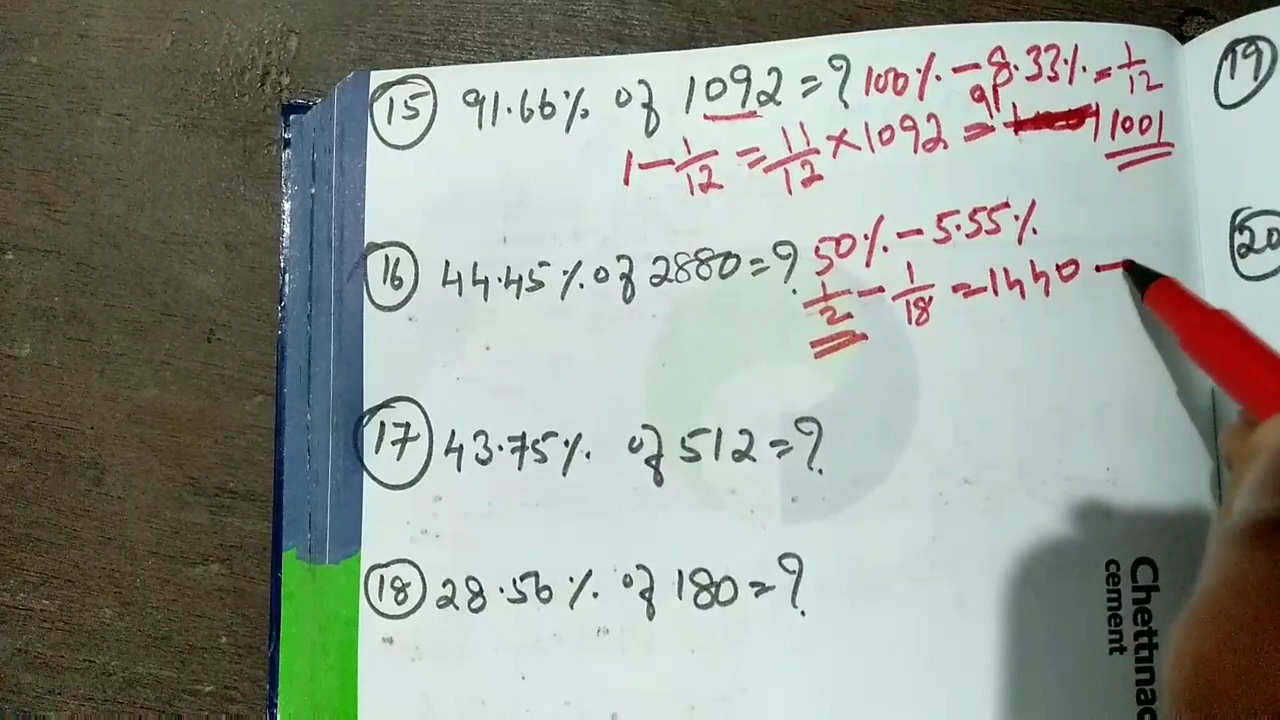 15 91.66% of 1092 = ? 100% - 8.33% = 1/12
1 - 1/12 = 11/12 × 1092 = 91 1001
16 44.45% of 2880 = ? 50% - 5.55%
1/2 - 1/18 = 1440 -
17 43.75% of 512 = ?
18 28.56% of 180 = ?
19
20
Chettinad
cement